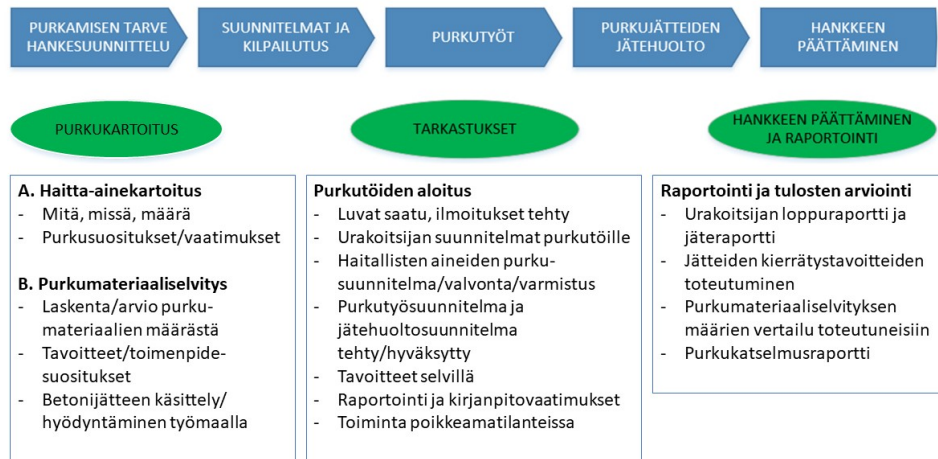 PURKAMISEN TARVE
HANKESUUNNITTELU
SUUNNITELMAT JA
KILPAILUTUS
PURKUTYÖT
PURKUJÄTTEIDEN
JÄTEHUOLTO
HANKKEEN
PÄÄTTÄMINEN
PURKUKARTOITUS
TARKASTUKSET
HANKKEEN PÄÄTTÄMINEN
JA RAPORTOINTI
A. Haitta-ainekartoitus
- Mitä, missä, määrä
- Purkusuositukset/vaatimukset
B. Purkumateriaaliselvitys
- Laskenta/arvio purku-
materiaalien määrästä
- Tavoitteet/toimenpide-
suositukset
- Betonijätteen käsittely/
hyödyntäminen työmaalla
Purkutöiden aloitus
- Luvat saatu, ilmoitukset tehty
- Urakoitsijan suunnitelmat purkutöille
- Haitallisten aineiden purku-
suunnitelma/valvonta/varmistus
- Purkutyösuunnitelma ja
jätehuoltosuunnitelma
tehty/hyväksytty
- Tavoitteet selvillä
- Raportointi ja kirjanpitovaatimukset
- Toiminta poikkeamatilanteissa
Raportointi ja tulosten arviointi
- Urakoitsijan loppuraportti ja
jäteraportti
- Jätteiden kierrätystavoitteiden
toteutuminen
- Purkumateriaaliselvityksen
määrien vertailu toteutuneisiin
- Purkukatselmusraportti